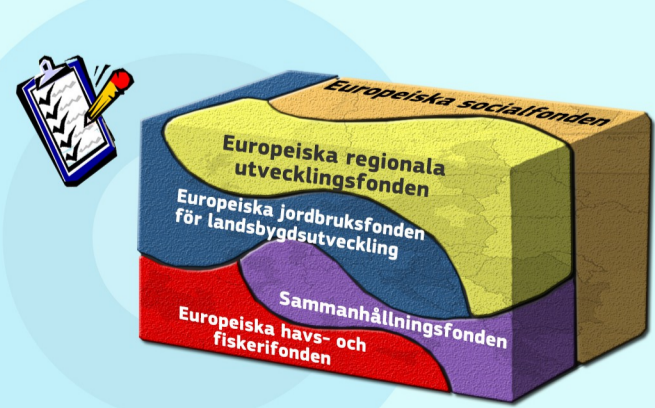 Europeiska socialfonden
Europeiska regionala
utvecklingsfonden
Europeiska jordbruksfonden
för landsbygdsutveckling
Sammanhållningsfonden
Europeiska havs- och
fiskerifonden